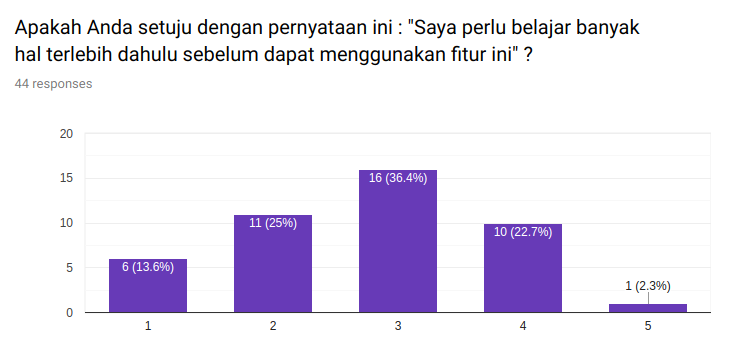 Apakah Anda setuju dengan pernyataan ini : "Saya perlu belajar banyak
hal terlebih dahulu sebelum dapat menggunakan fitur ini" ?
44 responses
20
15
10
5
0
6 (13.6%)
11 (25%)
16 (36.4%)
10 (22.7%)
1 (2.3%)
1 2 3 4 5